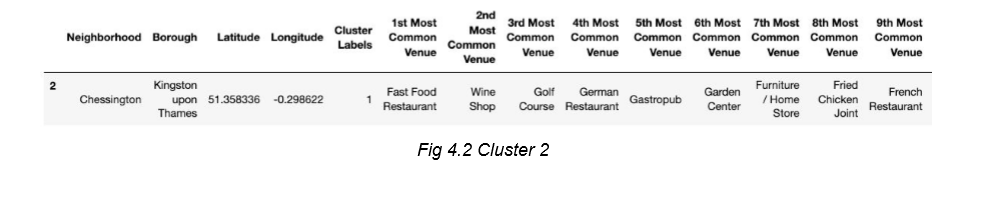 Neighborhood Borough Latitude Longitude Cluster Labels 1st Most Common Venue 2nd Most Common Venue 3rd Most Common Venue 4th Most Common Venue 5th Most Common Venue 6th Most Common Venue 7th Most Common Venue 8th Most Common Venue 9th Most Common Venue
2 Chessington Kingston upon Thames 51.358336 -0.298622 1 Fast Food Restaurant Wine Shop Golf Course German Restaurant Gastropub Garden Center Furniture / Home Store Fried Chicken Joint French Restaurant
Fig 4.2 Cluster 2